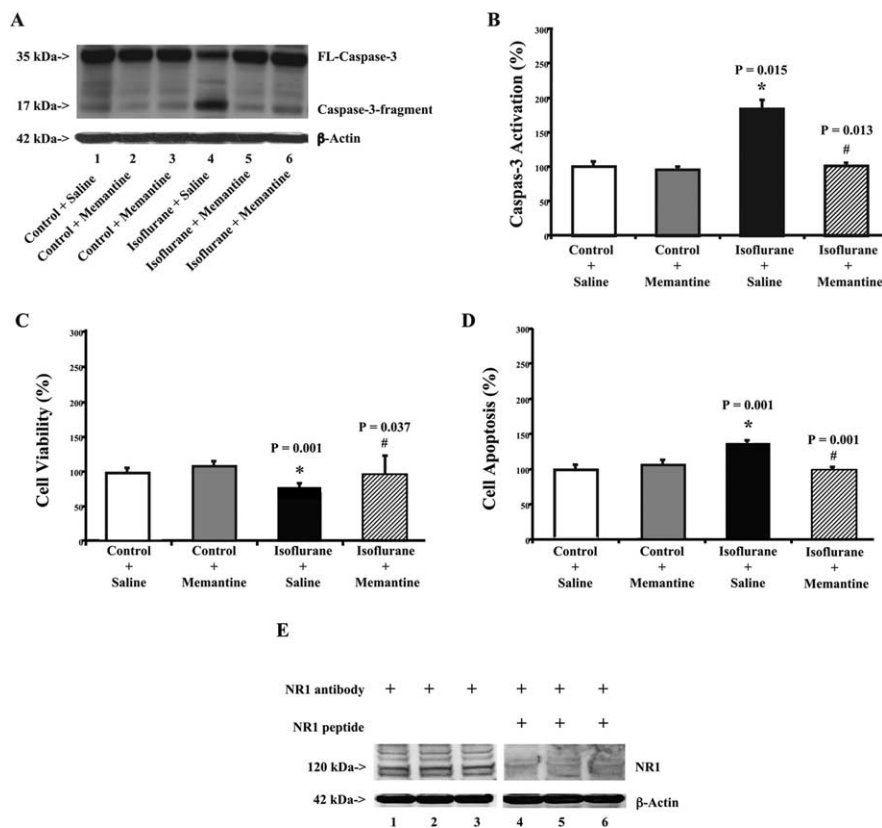 A
35 kDa->
FL-Caspase-3
17 kDa->
Caspase-3-fragment
42 kDa->
β-Actin
1 2 3 4 5 6
Control + Saline
Control + Memantine
Control + Memantine
Isoflurane + Saline
Isoflurane + Memantine
Isoflurane + Memantine
B
Caspas-3 Activation (%)
300
250
200
150
100
50
0
P = 0.015
*
P = 0.013
#
Control + Saline
Control + Memantine
Isoflurane + Saline
Isoflurane + Memantine
C
Cell Viability (%)
300
250
200
150
100
50
0
P = 0.001
*
P = 0.037
#
Control + Saline
Control + Memantine
Isoflurane + Saline
Isoflurane + Memantine
D
Cell Apoptosis (%)
300
250
200
150
100
50
0
P = 0.001
*
P = 0.001
#
Control + Saline
Control + Memantine
Isoflurane + Saline
Isoflurane + Memantine
E
NR1 antibody + + + + + +
NR1 peptide + + +
120 kDa->
NR1
42 kDa->
β-Actin
1 2 3 4 5 6